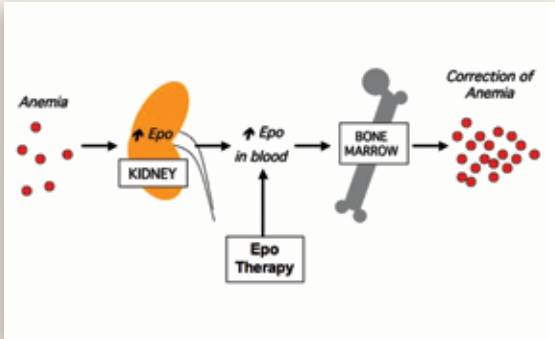 Anemia
↑ Epo
KIDNEY
↑ Epo
in blood
BONE
MARROW
Correction of
Anemia
Epo
Therapy